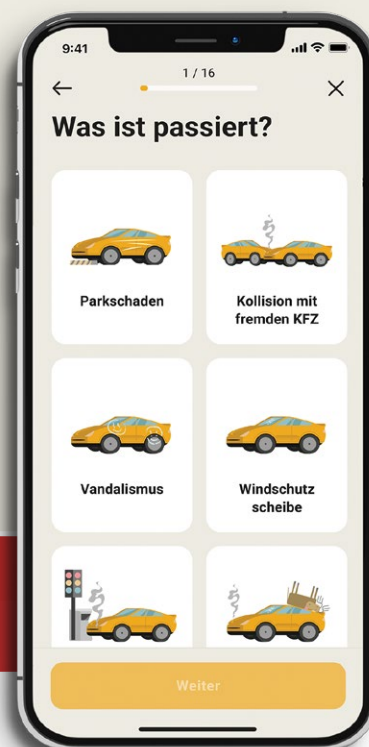 9:41
1 / 16
Was ist passiert?
Parkschaden
Kollision mit
fremden KFZ
Vandalismus
Windschutz
scheibe
Weiter